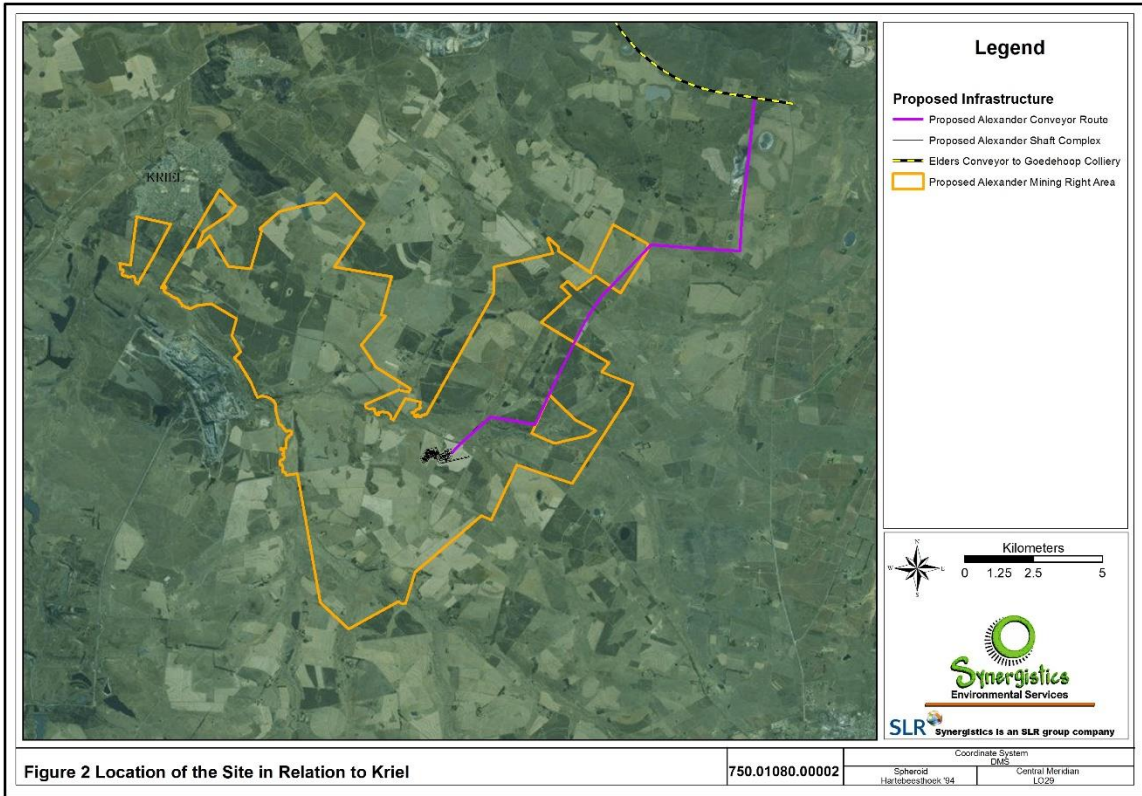 KRIEL
Legend
Proposed Infrastructure
Proposed Alexander Conveyor Route
Proposed Alexander Shaft Complex
Elders Conveyor to Goedehoop Colliery
Proposed Alexander Mining Right Area
N
W E
S
Kilometers
0 1.25 2.5 5
Synergistics
Environmental Services
SLR Synergistics is an SLR group company
Figure 2 Location of the Site in Relation to Kriel
750.01080.00002
Coordinate System
DMS
Spheroid
Hartebeesthoek '94
Central Meridian
LO29